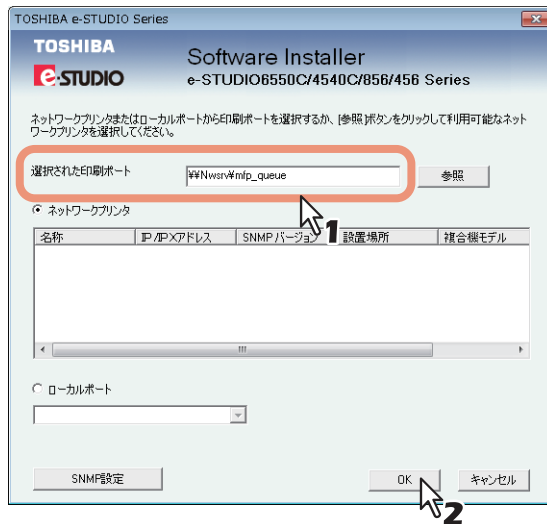 TOSHIBA e-STUDIO Series
TOSHIBA
e-STUDIO
Software Installer
e-STUDIO6550C/4540C/856/456 Series
ネットワークプリンタまたはローカルポートから印刷ポートを選択するか、[参照]ボタンをクリックして利用可能なネット
ワークプリンタを選択してください。
選択された印刷ポート
¥¥Nwsrv¥mfp_queue
参照
1
ネットワークプリンタ
名称 IP/IPXアドレス SNMPバージョン 設置場所 複合機モデル
ローカルポート
SNMP設定
OK
キャンセル
2